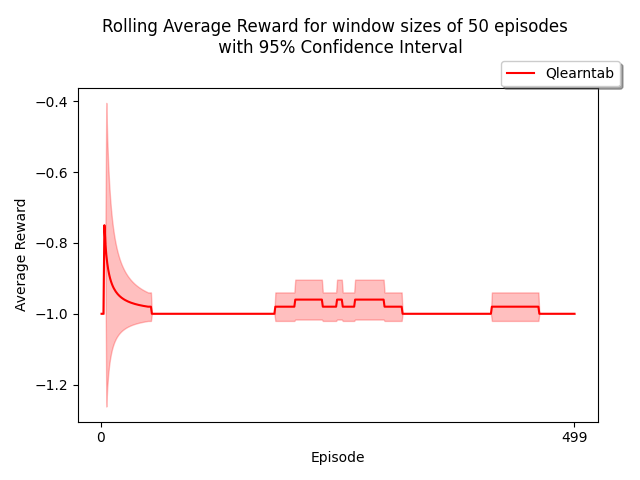 Rolling Average Reward for window sizes of 50 episodes
with 95% Confidence Interval
Qlearntab
−0.4
−0.6
−0.8
−1.0
−1.2
Average Reward
0
499
Episode